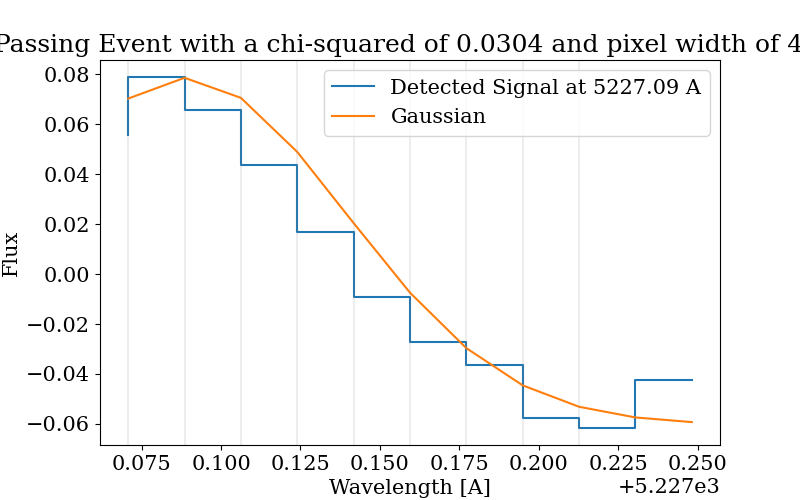 Passing Event with a chi-squared of 0.0304 and pixel width of 4
Detected Signal at 5227.09 A
Gaussian
Flux
0.08
0.06
0.04
0.02
0.00
−0.02
−0.04
−0.06
0.075 0.100 0.125 0.150 0.175 0.200 0.225 0.250
Wavelength [A]
+5.227e3